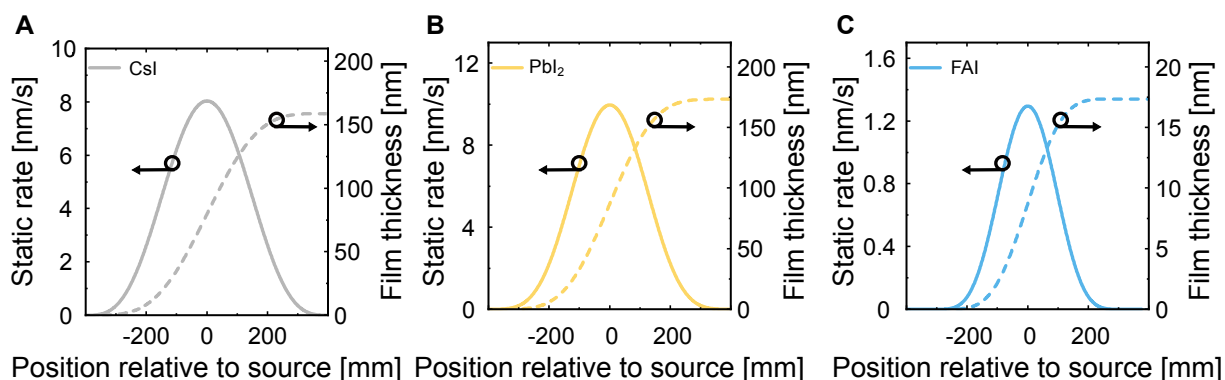 A
Static rate [nm/s]
10
8
6
4
2
0
CsI
200
150
100
50
0
Film thickness [nm]
-200 0 200
Position relative to source [mm]
B
Static rate [nm/s]
12
8
4
0
PbI₂
200
150
100
50
0
Film thickness [nm]
-200 0 200
Position relative to source [mm]
C
Static rate [nm/s]
1.6
1.2
0.8
0.4
0
FAI
20
15
10
5
0
Film thickness [nm]
-200 0 200
Position relative to source [mm]